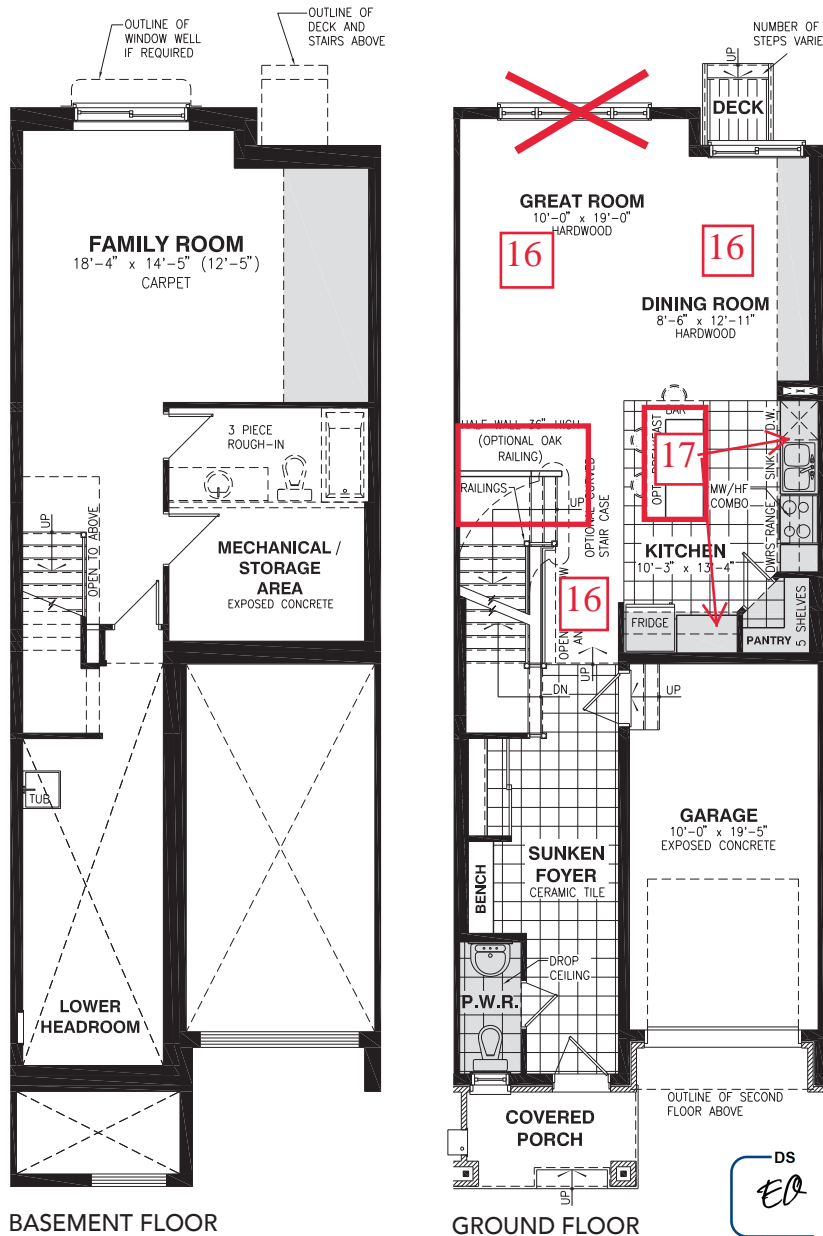 OUTLINE OF
WINDOW WELL
IF REQUIRED
OUTLINE OF
DECK AND
STAIRS ABOVE
FAMILY ROOM
18'-4" x 14'-5" (12'-5")
CARPET
3 PIECE
ROUGH-IN
UP
OPEN TO ABOVE
MECHANICAL /
STORAGE
AREA
EXPOSED CONCRETE
TUB
LOWER
HEADROOM
BASEMENT FLOOR
NUMBER OF
STEPS VARIE
UP
DECK
GREAT ROOM
10'-0" x 19'-0"
HARDWOOD
16
16
DINING ROOM
8'-6" x 12'-11"
HARDWOOD
HALF WALL 36" HIGH
(OPTIONAL OAK
RAILING)
RAILINGS
UP
OPTIONAL CURVED
STAIR CASE
BAR
17
SINK
D.W.
MW/HF
COMBO
DWRS
RANGE
KITCHEN
10'-3" x 13'-4"
16
FRIDGE
PANTRY
5 SHELVES
UP
DN
UP
GARAGE
10'-0" x 19'-5"
EXPOSED CONCRETE
SUNKEN
FOYER
CERAMIC TILE
BENCH
DROP
CEILING
P.W.R.
COVERED
PORCH
UP
OUTLINE OF SECOND
FLOOR ABOVE
GROUND FLOOR
DS
EO